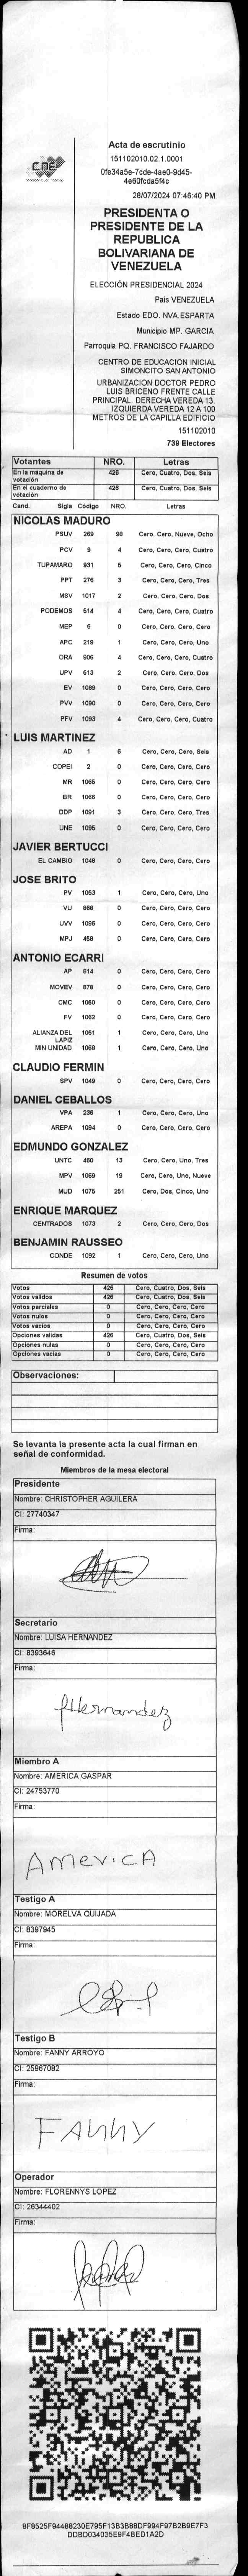 CNE
Acta de escrutinio
151102010.02.1.0001
0fe34a5e-7cde-4ae0-9d45-
4e60fcda5f4c
28/07/2024 07:46:40 PM
PRESIDENTA O
PRESIDENTE DE LA
REPUBLICA
BOLIVARIANA DE
VENEZUELA
ELECCIÓN PRESIDENCIAL 2024
Pais VENEZUELA
Estado EDO. NVA.ESPARTA
Municipio MP. GARCIA
Parroquia PQ. FRANCISCO FAJARDO
CENTRO DE EDUCACION INICIAL
SIMONCITO SAN ANTONIO
URBANIZACION DOCTOR PEDRO
LUIS BRICENO FRENTE CALLE
PRINCIPAL. DERECHA VEREDA 13.
IZQUIERDA VEREDA 12 A 100
METROS DE LA CAPILLA EDIFICIO
151102010
739 Electores
Votantes NRO. Letras
En la máquina de votación 426 Cero, Cuatro, Dos, Seis
En el cuaderno de votación 426 Cero, Cuatro, Dos, Seis
Cand. Sigla Código NRO. Letras
NICOLAS MADURO
PSUV 269 98 Cero, Cero, Nueve, Ocho
PCV 9 4 Cero, Cero, Cero, Cuatro
TUPAMARO 931 5 Cero, Cero, Cero, Cinco
PPT 276 3 Cero, Cero, Cero, Tres
MSV 1017 2 Cero, Cero, Cero, Dos
PODEMOS 514 4 Cero, Cero, Cero, Cuatro
MEP 6 0 Cero, Cero, Cero, Cero
APC 219 1 Cero, Cero, Cero, Uno
ORA 906 4 Cero, Cero, Cero, Cuatro
UPV 513 2 Cero, Cero, Cero, Dos
EV 1089 0 Cero, Cero, Cero, Cero
PVV 1090 0 Cero, Cero, Cero, Cero
PFV 1093 4 Cero, Cero, Cero, Cuatro
LUIS MARTINEZ
AD 1 6 Cero, Cero, Cero, Seis
COPEI 2 0 Cero, Cero, Cero, Cero
MR 1065 0 Cero, Cero, Cero, Cero
BR 1066 0 Cero, Cero, Cero, Cero
DDP 1091 3 Cero, Cero, Cero, Tres
UNE 1095 0 Cero, Cero, Cero, Cero
JAVIER BERTUCCI
EL CAMBIO 1048 0 Cero, Cero, Cero, Cero
JOSE BRITO
PV 1053 1 Cero, Cero, Cero, Uno
VU 868 0 Cero, Cero, Cero, Cero
UVV 1096 0 Cero, Cero, Cero, Cero
MPJ 459 0 Cero, Cero, Cero, Cero
ANTONIO ECARRI
AP 914 0 Cero, Cero, Cero, Cero
MOVEV 878 0 Cero, Cero, Cero, Cero
CMC 1050 0 Cero, Cero, Cero, Cero
FV 1052 0 Cero, Cero, Cero, Cero
ALIANZA DEL LAPIZ 1051 1 Cero, Cero, Cero, Uno
MIN UNIDAD 1068 1 Cero, Cero, Cero, Uno
CLAUDIO FERMIN
SPV 1049 0 Cero, Cero, Cero, Cero
DANIEL CEBALLOS
VPA 236 1 Cero, Cero, Cero, Uno
AREPA 1094 0 Cero, Cero, Cero, Cero
EDMUNDO GONZALEZ
UNTC 460 13 Cero, Cero, Uno, Tres
MPV 1069 19 Cero, Cero, Uno, Nueve
MUD 1075 251 Cero, Dos, Cinco, Uno
ENRIQUE MARQUEZ
CENTRADOS 1073 2 Cero, Cero, Cero, Dos
BENJAMIN RAUSSEO
CONDE 1092 1 Cero, Cero, Cero, Uno
Resumen de votos
Votos 426 Cero, Cuatro, Dos, Seis
Votos validos 426 Cero, Cuatro, Dos, Seis
Votos parciales 0 Cero, Cero, Cero, Cero
Votos nulos 0 Cero, Cero, Cero, Cero
Votos vacios 0 Cero, Cero, Cero, Cero
Opciones validas 426 Cero, Cuatro, Dos, Seis
Opciones nulas 0 Cero, Cero, Cero, Cero
Opciones vacias 0 Cero, Cero, Cero, Cero
Observaciones:
Se levanta la presente acta la cual firman en
señal de conformidad.
Miembros de la mesa electoral
Presidente
Nombre: CHRISTOPHER AGUILERA
CI: 27740347
Firma:
Secretario
Nombre: LUISA HERNANDEZ
CI: 8393646
Firma:
Hernandez
Miembro A
Nombre: AMERICA GASPAR
CI: 24753770
Firma:
AMERICA
Testigo A
Nombre: MORELVA QUIJADA
CI: 8397945
Firma:
Testigo B
Nombre: FANNY ARROYO
CI: 25967082
Firma:
FANNY
Operador
Nombre: FLORENNYS LOPEZ
CI: 26344402
Firma:
8F8525F94488230E795F13B3B88DF994F97B2B9E7F3
DDBD034035E9F4BED1A2D